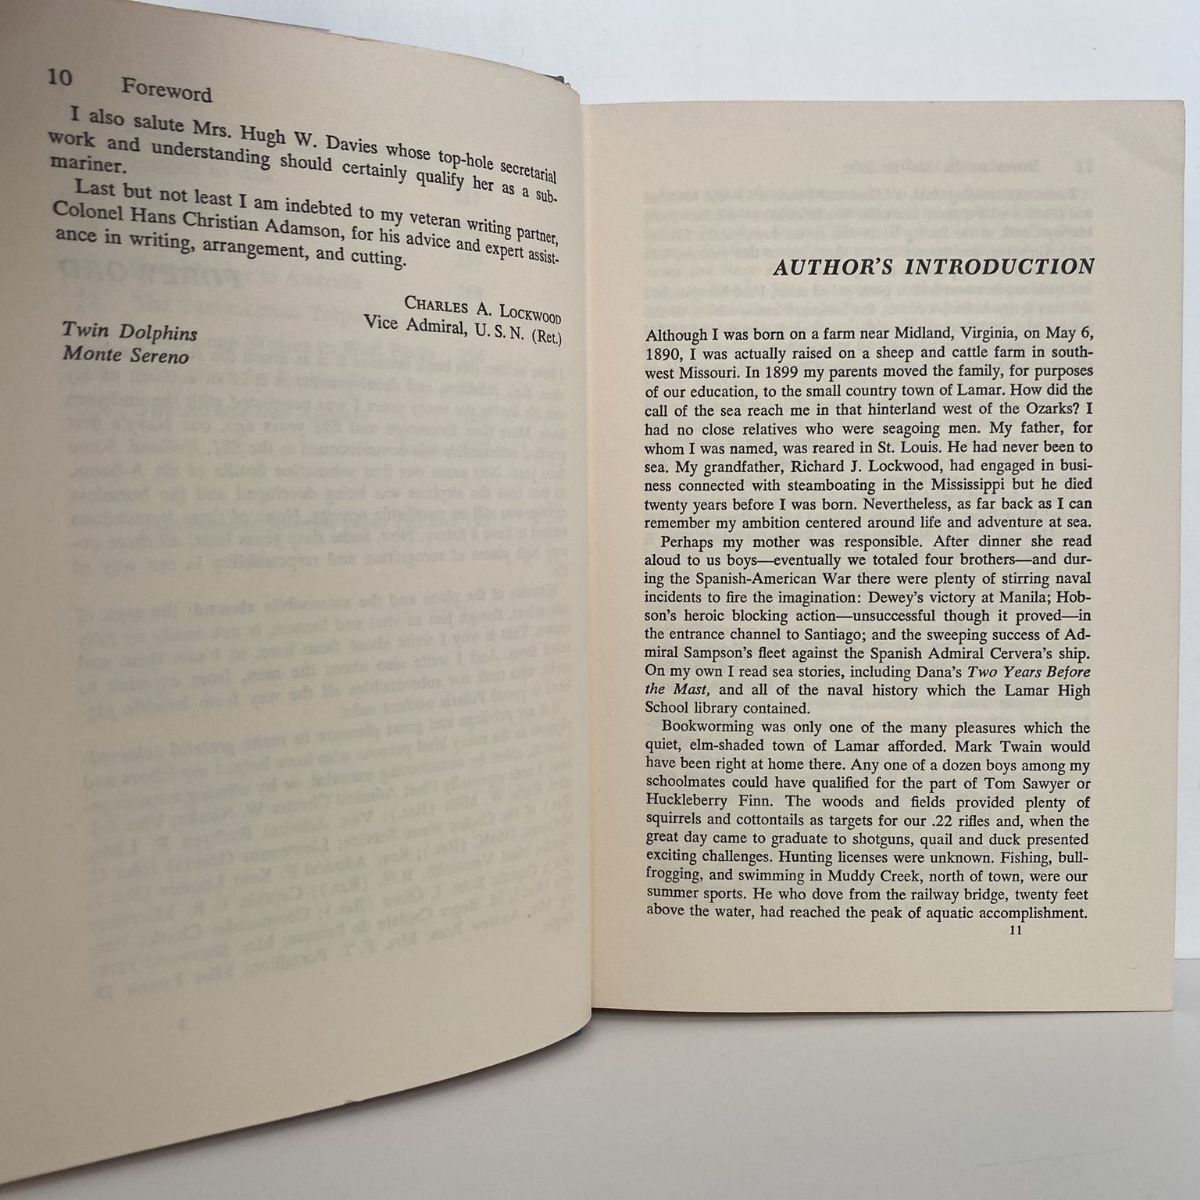 10 Foreword
I also salute Mrs. Hugh W. Davies whose top-hole secretarial
work and understanding should certainly qualify her as a sub-
mariner.
Last but not least I am indebted to my veteran writing partner,
Colonel Hans Christian Adamson, for his advice and expert assist-
ance in writing, arrangement, and cutting.
CHARLES A. LOCKWOOD
Vice Admiral, U. S. N. (Ret.)
Twin Dolphins
Monte Sereno
AUTHOR'S INTRODUCTION
Although I was born on a farm near Midland, Virginia, on May 6,
1890, I was actually raised on a sheep and cattle farm in south-
west Missouri. In 1899 my parents moved the family, for purposes
of our education, to the small country town of Lamar. How did the
call of the sea reach me in that hinterland west of the Ozarks? I
had no close relatives who were seagoing men. My father, for
whom I was named, was reared in St. Louis. He had never been to
sea. My grandfather, Richard J. Lockwood, had engaged in busi-
ness connected with steamboating in the Mississippi but he died
twenty years before I was born. Nevertheless, as far back as I can
remember my ambition centered around life and adventure at sea.
Perhaps my mother was responsible. After dinner she read
aloud to us boys—eventually we totaled four brothers—and dur-
ing the Spanish-American War there were plenty of stirring naval
incidents to fire the imagination: Dewey's victory at Manila; Hob-
son's heroic blocking action—unsuccessful though it proved—in
the entrance channel to Santiago; and the sweeping success of Ad-
miral Sampson's fleet against the Spanish Admiral Cervera's ship.
On my own I read sea stories, including Dana's Two Years Before
the Mast, and all of the naval history which the Lamar High
School library contained.
Bookworming was only one of the many pleasures which the
quiet, elm-shaded town of Lamar afforded. Mark Twain would
have been right at home there. Any one of a dozen boys among my
schoolmates could have qualified for the part of Tom Sawyer or
Huckleberry Finn. The woods and fields provided plenty of
squirrels and cottontails as targets for our .22 rifles and, when the
great day came to graduate to shotguns, quail and duck presented
exciting challenges. Hunting licenses were unknown. Fishing, bull-
frogging, and swimming in Muddy Creek, north of town, were our
summer sports. He who dove from the railway bridge, twenty feet
above the water, had reached the peak of aquatic accomplishment.
11